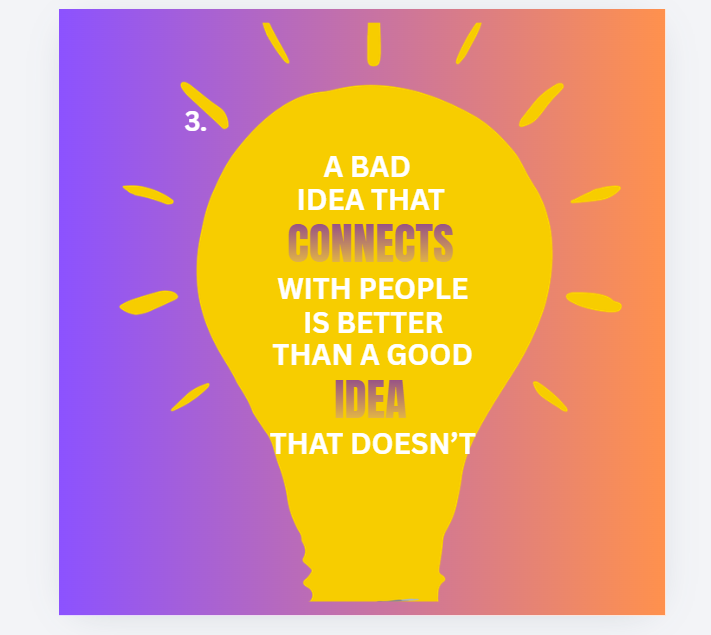 3.
A BAD
IDEA THAT
CONNECTS
WITH PEOPLE
IS BETTER
THAN A GOOD
IDEA
THAT DOESN’T